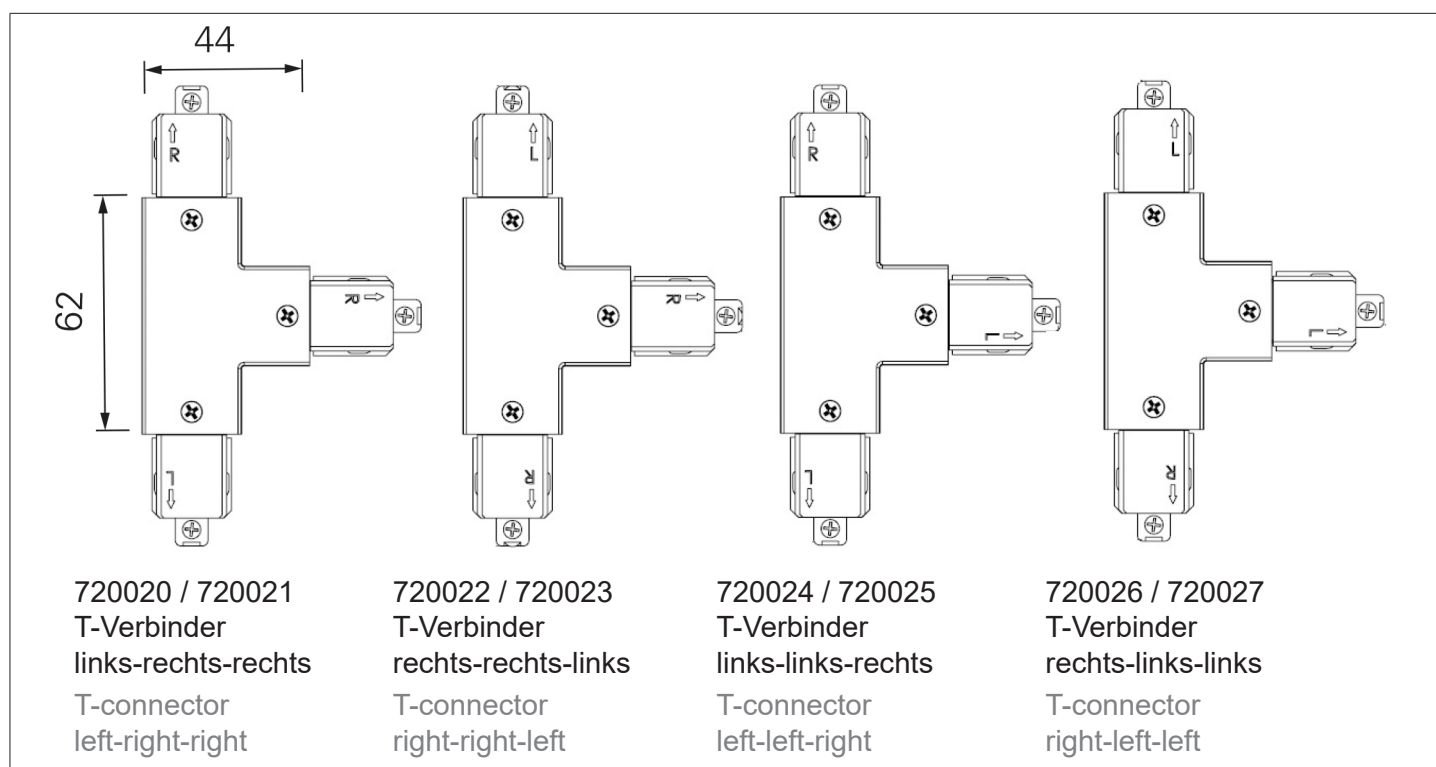 44
R
L
R
L
R
R
R
L
62
L
R
L
R
720020 / 720021
T-Verbinder
links-rechts-rechts
T-connector
left-right-right
720022 / 720023
T-Verbinder
rechts-rechts-links
T-connector
right-right-left
720024 / 720025
T-Verbinder
links-links-rechts
T-connector
left-left-right
720026 / 720027
T-Verbinder
rechts-links-links
T-connector
right-left-left